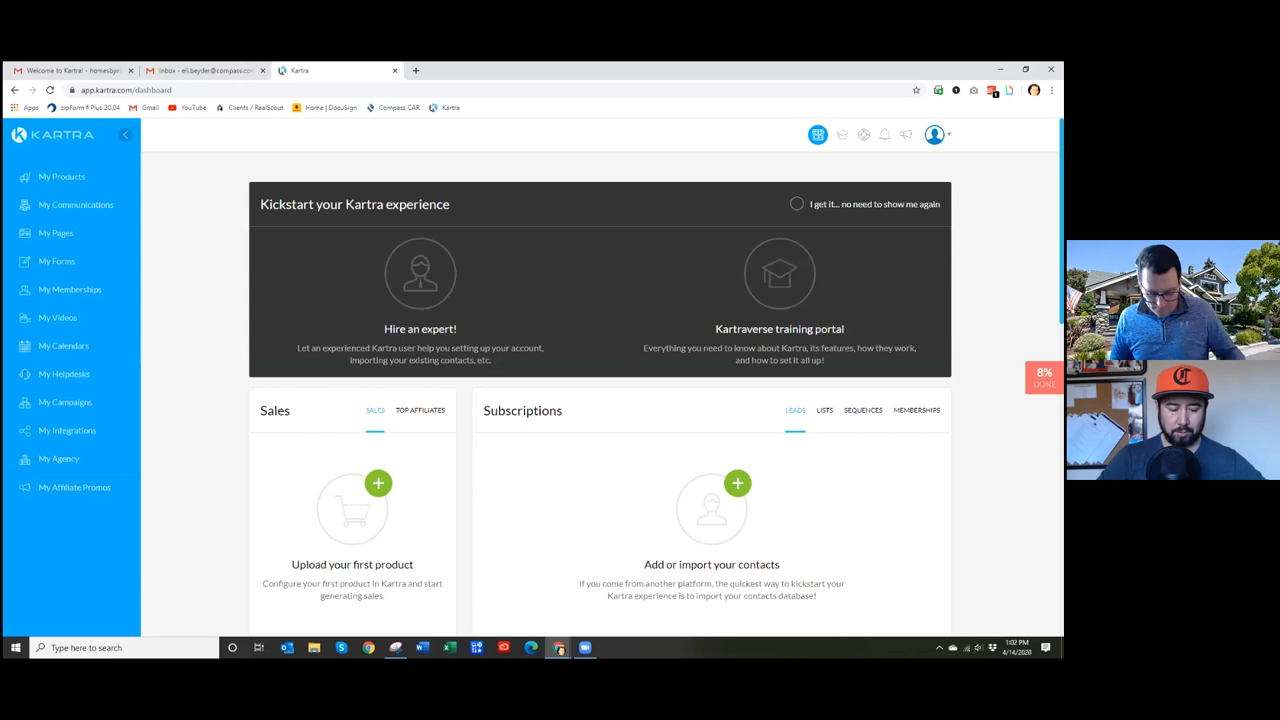 Welcome to Kartra! - homesbye
Inbox - eli.beyder@compass.co
Kartra
app.kartra.com/dashboard
Apps
zipForm® Plus 20.04
Gmail
YouTube
Clients / RealScout
Home | DocuSign
Compass CAR
Kartra
KARTRA
My Products
My Communications
My Pages
My Forms
My Memberships
My Videos
My Calendars
My Helpdesks
My Campaigns
My Integrations
My Agency
My Affiliate Promos
Kickstart your Kartra experience
I get it... no need to show me again
Hire an expert!
Let an experienced Kartra user help you setting up your account,
importing your existing contacts, etc.
Kartraverse training portal
Everything you need to know about Kartra, its features, how they work,
and how to set it all up!
8%
DONE
Sales
SALES
TOP AFFILIATES
Subscriptions
LEADS
LISTS
SEQUENCES
MEMBERSHIPS
Upload your first product
Configure your first product in Kartra and start
generating sales.
Add or import your contacts
If you come from another platform, the quickest way to kickstart your
Kartra experience is to import your contacts database!
Type here to search
1:02 PM
4/14/2020